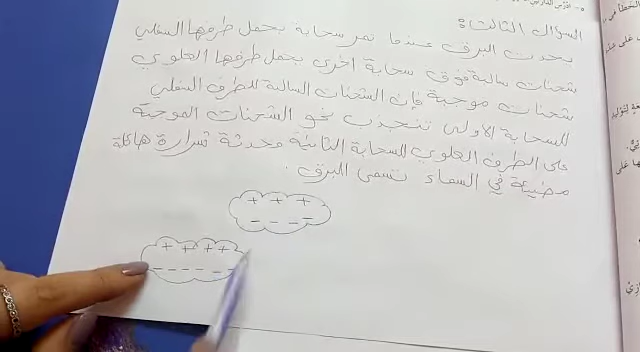 السؤال الثالث:
يحدث البرق عندما تمر سحابة يحمل طرفها السفلي
شحنات سالبة فوق سحابة اخرى يحمل طرفها العلوي
شحنات موجبة فإن الشحنات السالبة للطرف السفلي
للسحابة الأولى تنجذب نحو الشحنات الموجبة
على الطرف العلوي للسحابة الثانية محدثة شرارة هائلة
مضيئة في السماء تسمى البرق .
+ + +
- - - -
+ + + +
- - - - - -